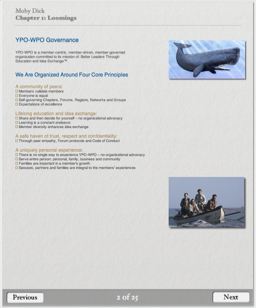 Moby Dick
Chapter 1: Loomings
YPO-WPO Governance
YPO-WPO is a member-centric, member-driven, member governed
organization committed to its mission of: Better Leaders Through
Education and Idea Exchange™
We Are Organized Around Four Core Principles
A community of peers:
Members validate members
Everyone is equal
Self-governing Chapters, Forums, Regions, Networks and Groups
Expectations of excellence
Lifelong education and idea exchange:
Share and then decide for yourself – no organizational advocacy
Learning is a constant endeavor
Member diversity enhances idea exchange
A safe haven of trust, respect and confidentiality:
Through peer empathy, Forum protocols and Code of Conduct
A uniquely personal experience:
There is no single way to experience YPO-WPO – no organizational advocacy
Serve entire person: personal, family, business and community
Families are important in a member's growth
Spouses, partners and families are integral to the members' experiences
Previous
2 of 25
Next